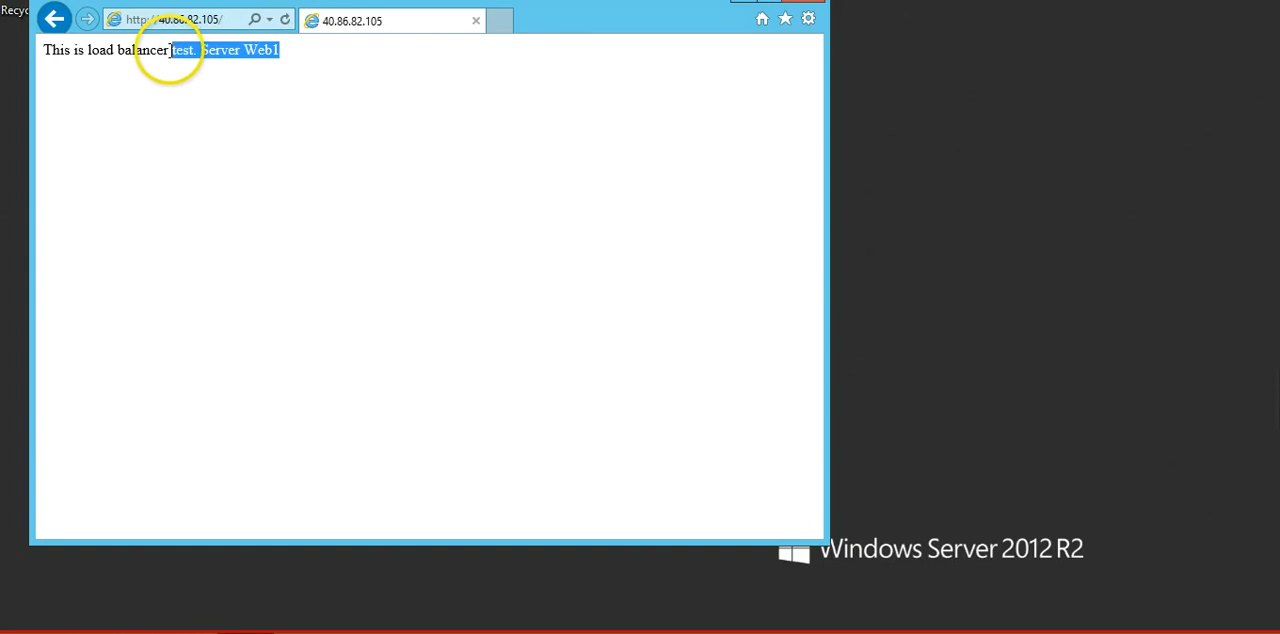 Recyc
http://40.86.82.105/
40.86.82.105
This is load balancer test. Server Web1
Windows Server 2012 R2